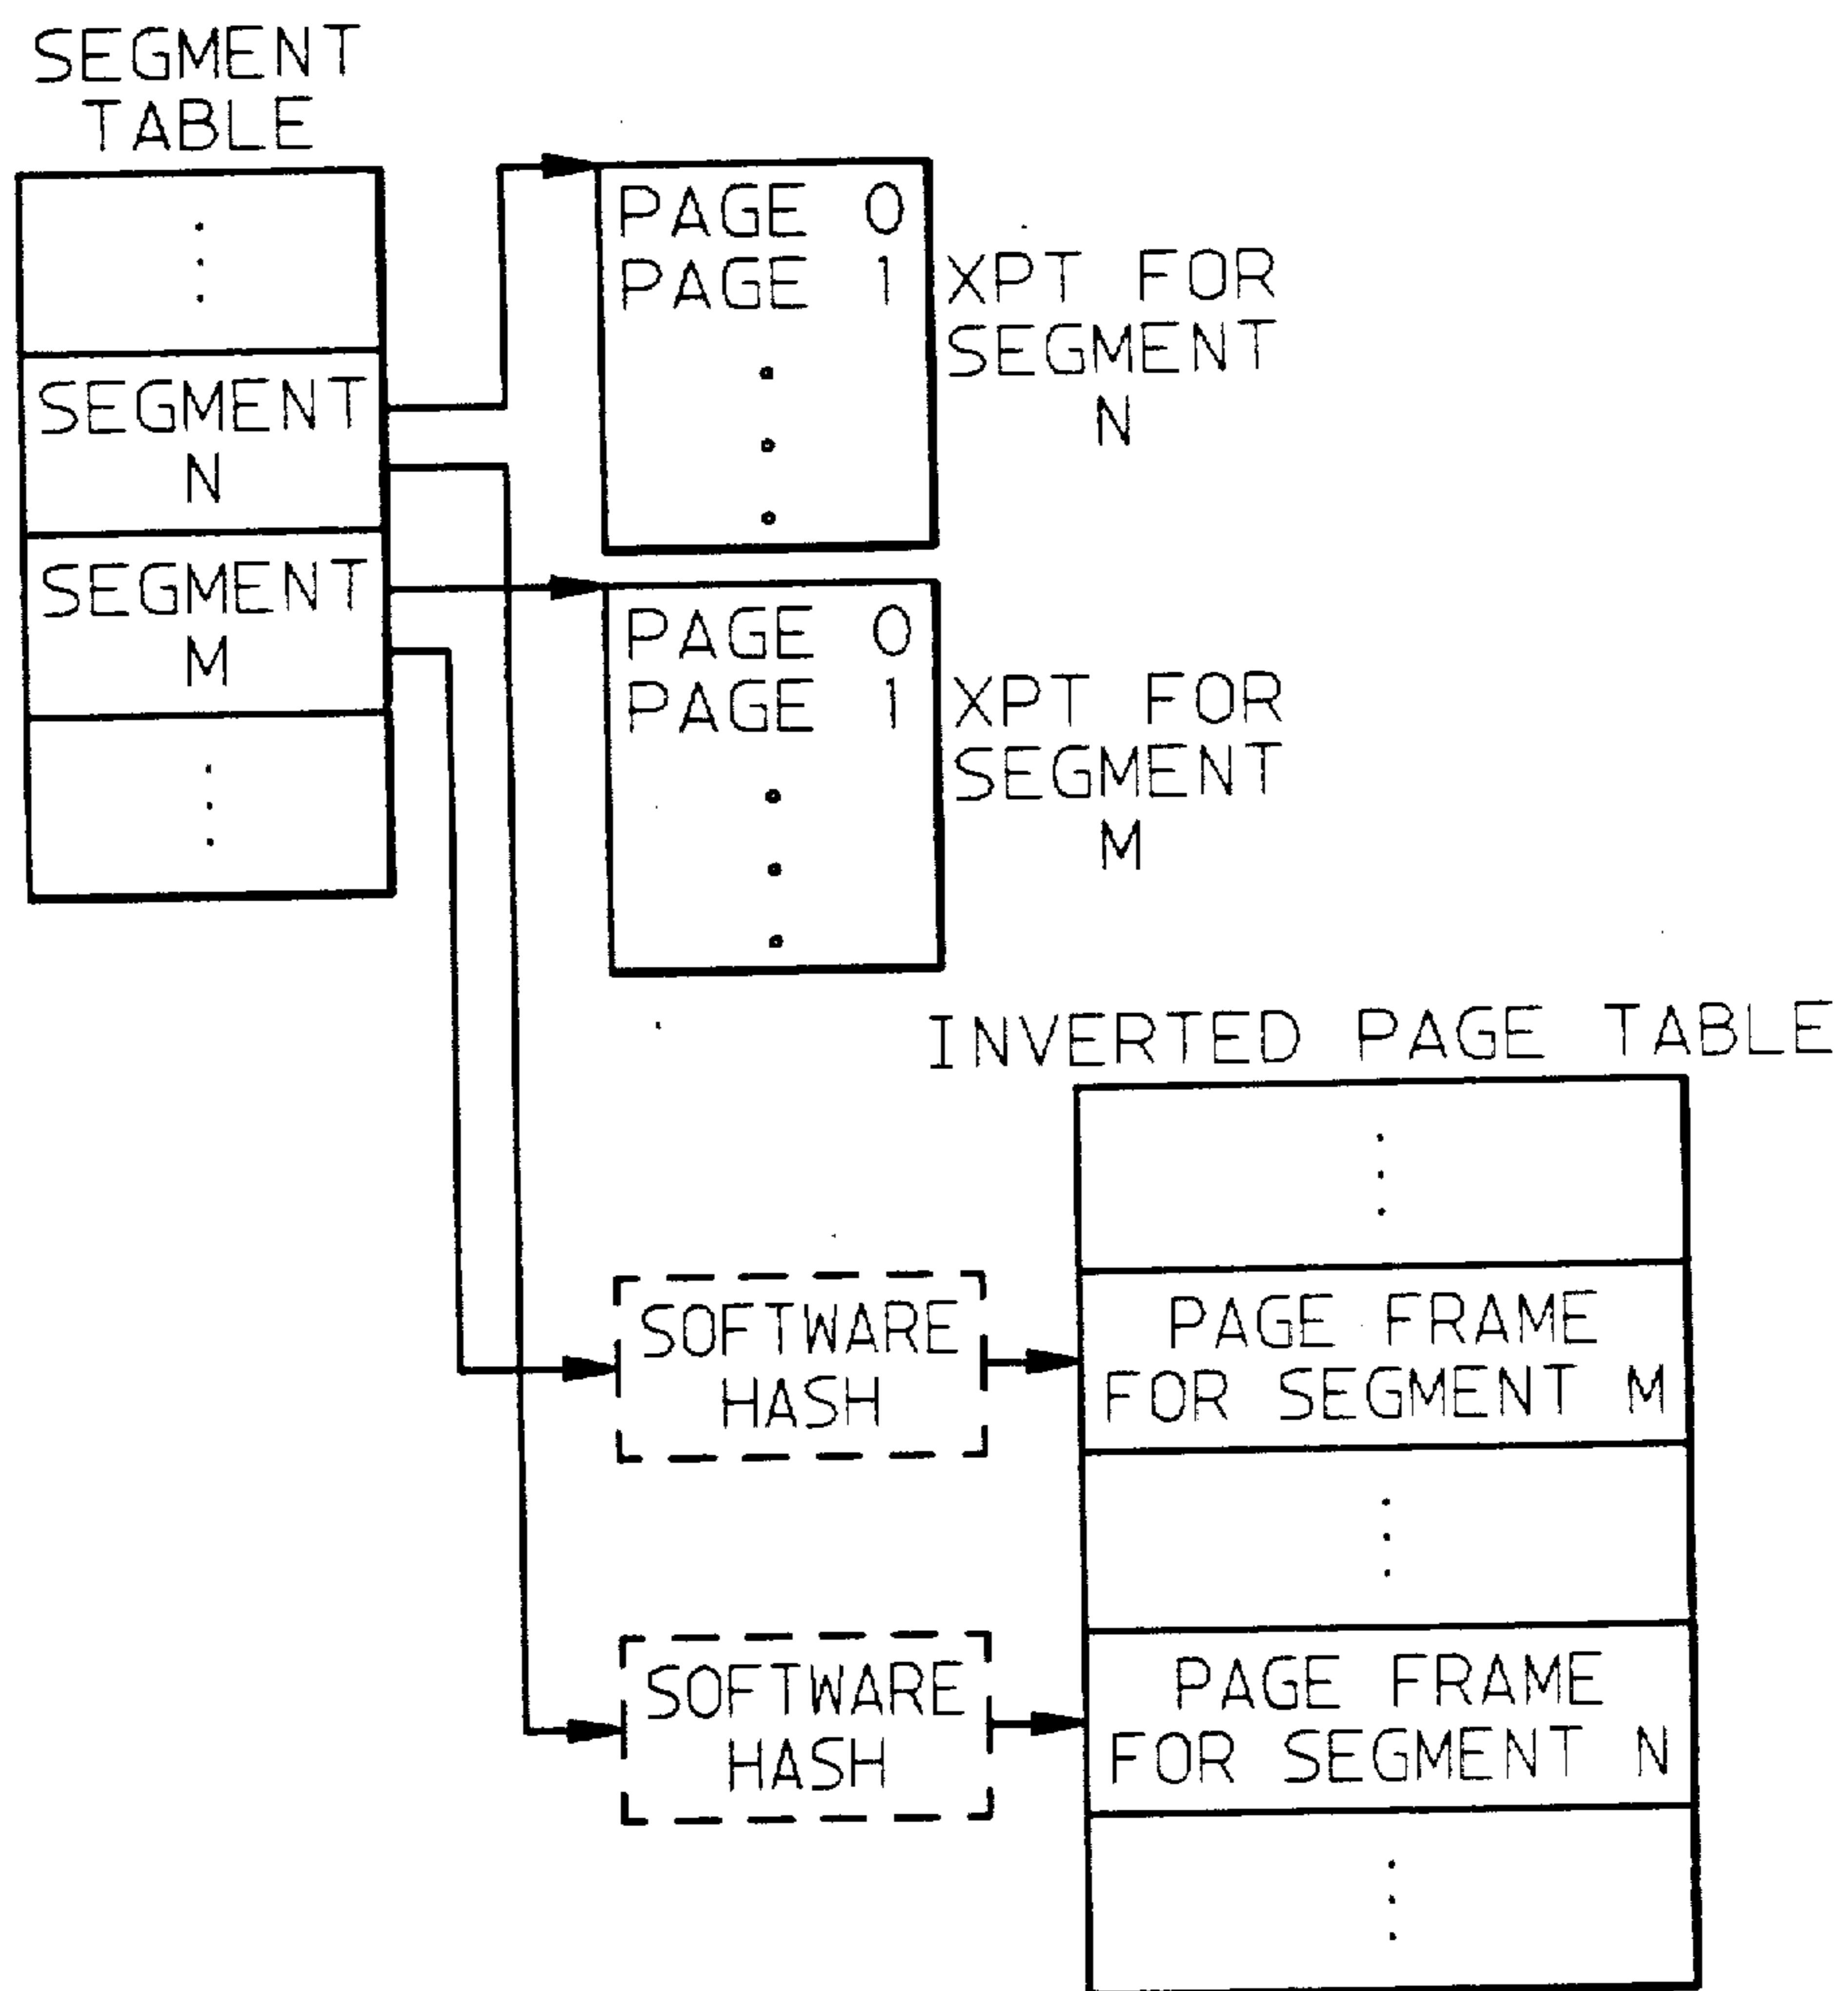 SEGMENT
TABLE
SEGMENT
N
SEGMENT
M
PAGE 0
PAGE 1
XPT FOR
SEGMENT
N
PAGE 0
PAGE 1
XPT FOR
SEGMENT
M
INVERTED PAGE TABLE
SOFTWARE
HASH
PAGE FRAME
FOR SEGMENT M
SOFTWARE
HASH
PAGE FRAME
FOR SEGMENT N